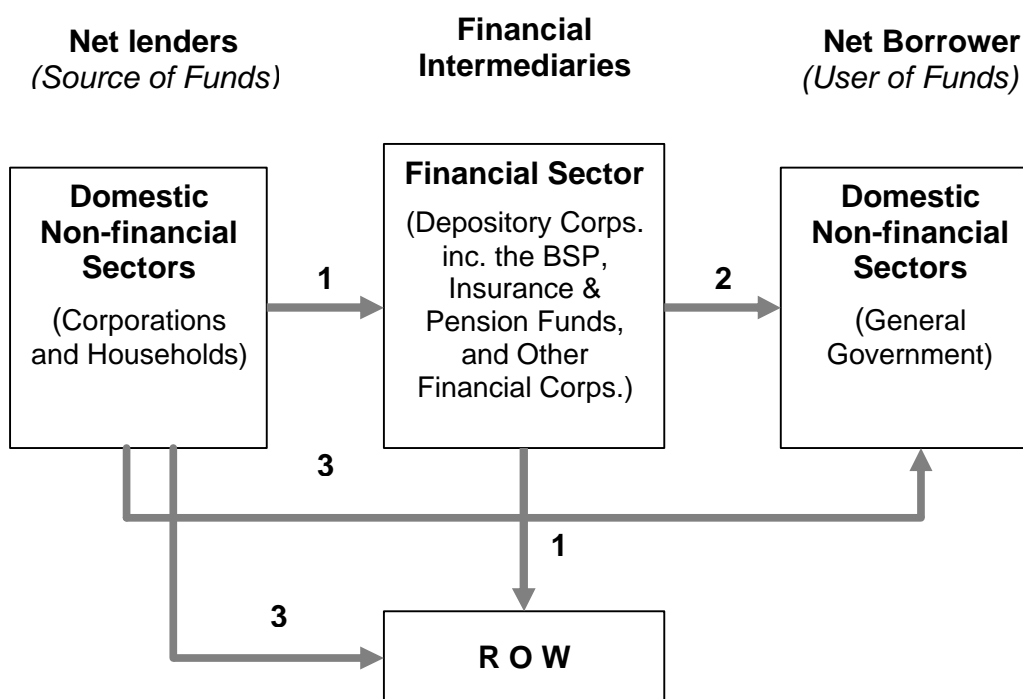 Net lenders
(Source of Funds)
Financial
Intermediaries
Net Borrower
(User of Funds)
Domestic
Non-financial
Sectors
(Corporations
and Households)
1
Financial Sector
(Depository Corps.
inc. the BSP,
Insurance &
Pension Funds,
and Other
Financial Corps.)
2
Domestic
Non-financial
Sectors
(General
Government)
3
1
3
R O W